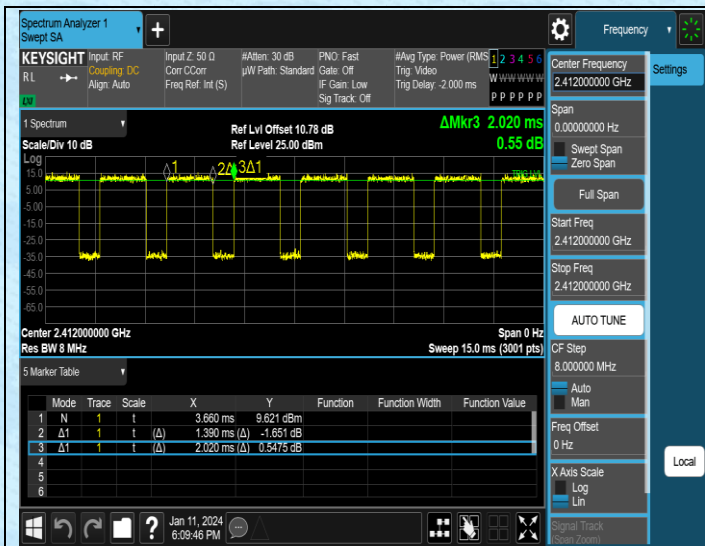 Spectrum Analyzer 1
Swept SA
+
Frequency
KEYSIGHT
RL
LXI
Input: RF
Coupling: DC
Align: Auto
Input Z: 50 Ω
Corr CCorr
Freq Ref: Int (S)
#Atten: 30 dB
µW Path: Standard
PNO: Fast
Gate: Off
IF Gain: Low
Sig Track: Off
#Avg Type: Power (RMS
Trig: Video
Trig Delay: -2.000 ms
1 2 3 4 5 6
W W W W W W
P P P P P P
Center Frequency
2.412000000 GHz
Settings
Span
0.00000000 Hz
Swept Span
Zero Span
Full Span
Start Freq
2.412000000 GHz
Stop Freq
2.412000000 GHz
AUTO TUNE
CF Step
8.000000 MHz
Auto
Man
Freq Offset
0 Hz
X Axis Scale
Log
Lin
Signal Track
(Span Zoom)
Local
1 Spectrum
Scale/Div 10 dB
Ref Lvl Offset 10.78 dB
Ref Level 25.00 dBm
ΔMkr3 2.020 ms
0.55 dB
Log
15.0
5.00
-5.00
-15.0
-25.0
-35.0
-45.0
-55.0
-65.0
1
2Δ1
3Δ1
TRIG LVL
Center 2.412000000 GHz
Res BW 8 MHz
Span 0 Hz
Sweep 15.0 ms (3001 pts)
5 Marker Table
Mode Trace Scale X Y Function Function Width Function Value
1 N 1 t 3.660 ms 9.621 dBm
2 Δ1 1 t (Δ) 1.390 ms (Δ) -1.651 dB
3 Δ1 1 t (Δ) 2.020 ms (Δ) 0.5475 dB
4
5
6
?
Jan 11, 2024
6:09:46 PM